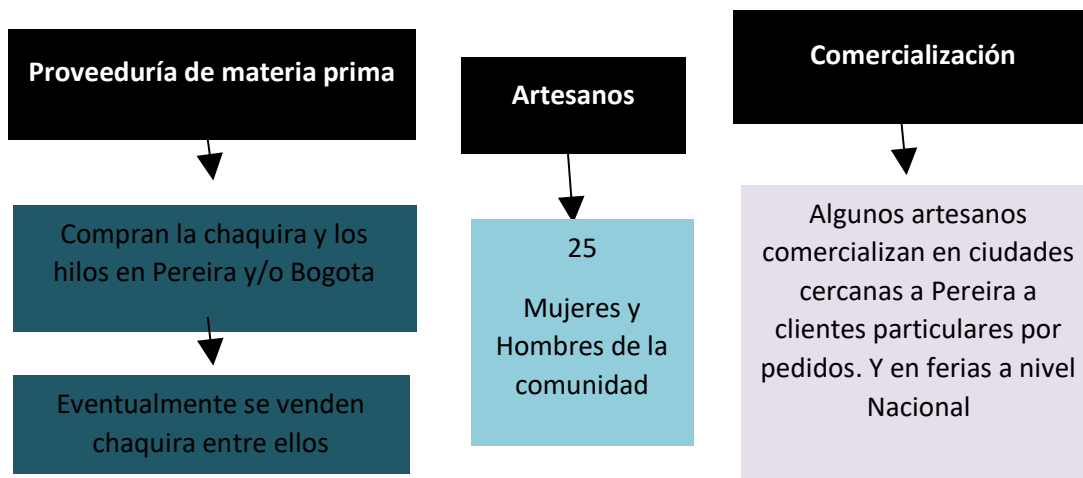 Proveeduría de materia prima
Compran la chaquira y los
hilos en Pereira y/o Bogota
Eventualmente se venden
chaquira entre ellos
Artesanos
25
Mujeres y
Hombres de la
comunidad
Comercialización
Algunos artesanos
comercializan en ciudades
cercanas a Pereira a
clientes particulares por
pedidos. Y en ferias a nivel
Nacional